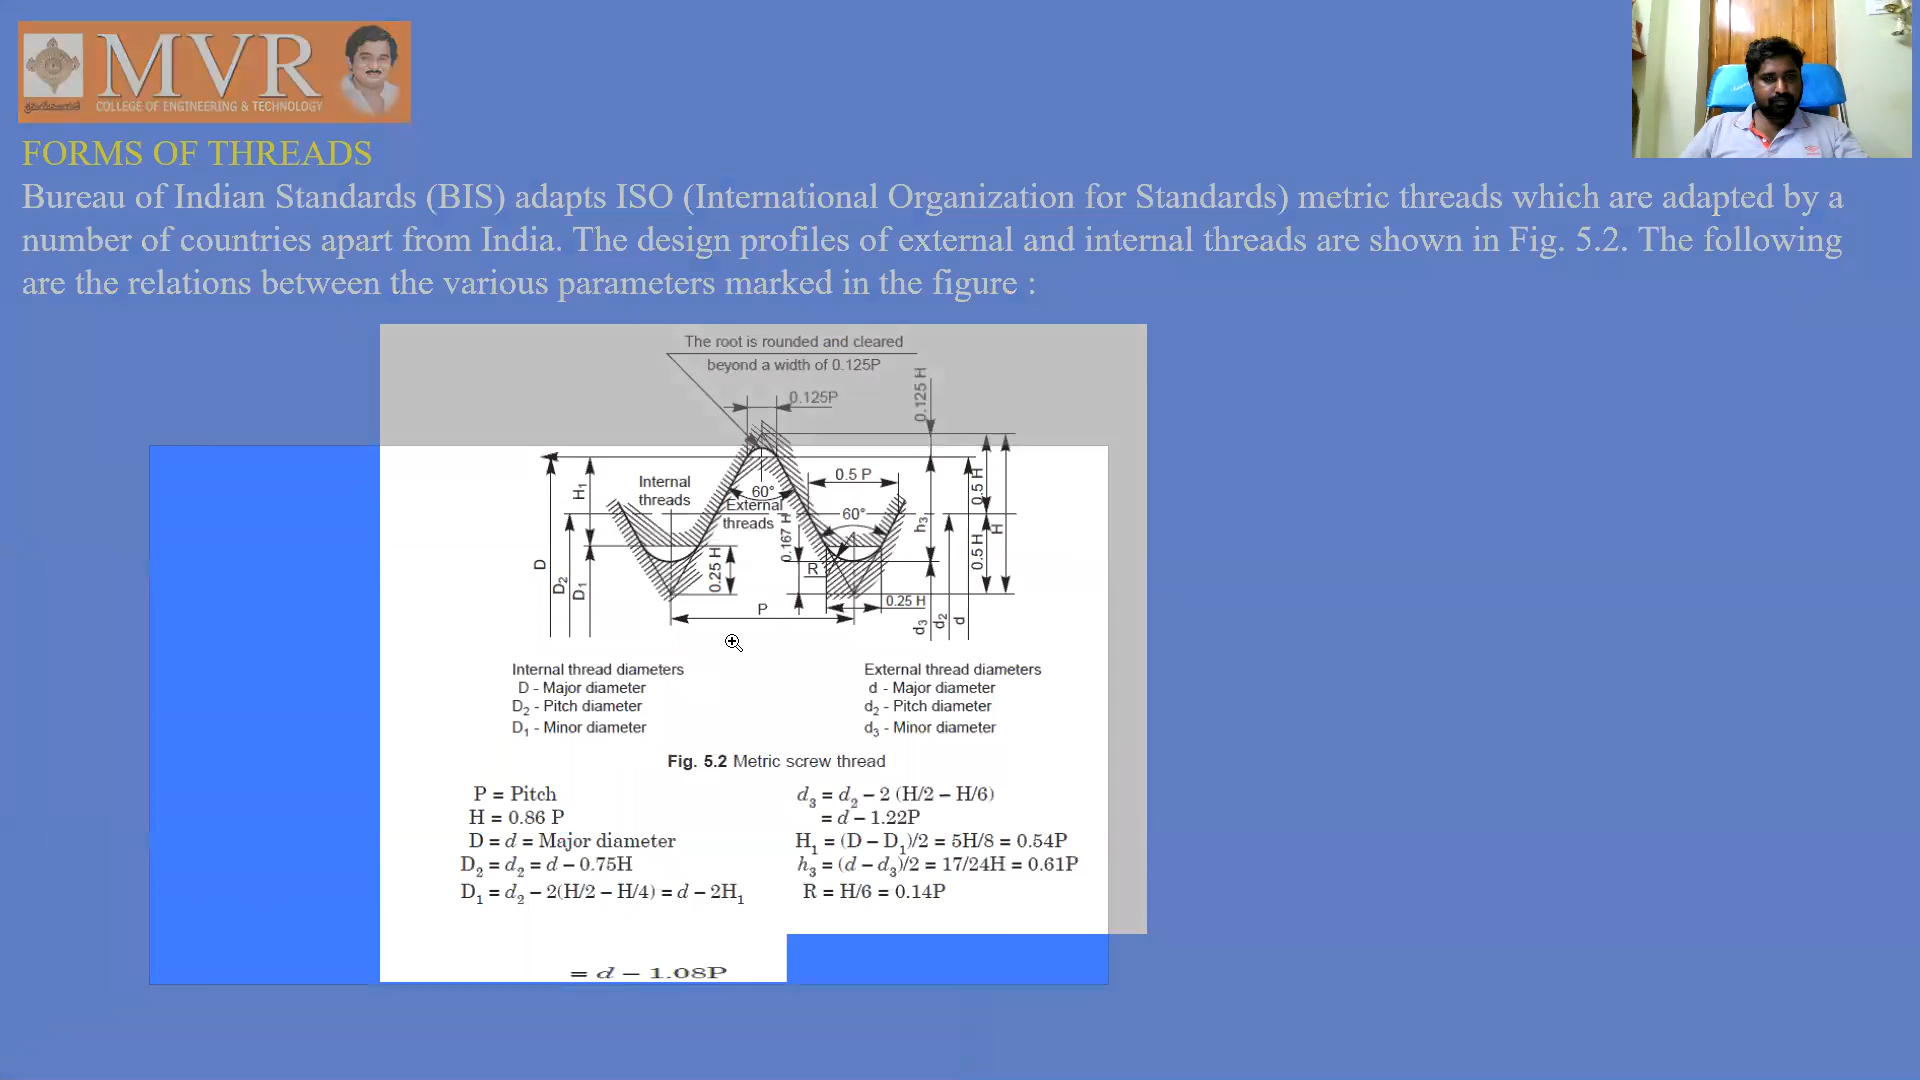 MVR
COLLEGE OF ENGINEERING & TECHNOLOGY
FORMS OF THREADS
Bureau of Indian Standards (BIS) adapts ISO (International Organization for Standards) metric threads which are adapted by a
number of countries apart from India. The design profiles of external and internal threads are shown in Fig. 5.2. The following
are the relations between the various parameters marked in the figure :
The root is rounded and cleared
beyond a width of 0.125P
0.125P
0.125 H
Internal
threads
60°
External
threads
0.5 P
60°
H1
h3
0.5 H
0.5 H
H
0.167 H
0.25 H
R
P
0.25 H
D
D2
D1
d3
d2
d
Internal thread diameters
D - Major diameter
D2 - Pitch diameter
D1 - Minor diameter
External thread diameters
d - Major diameter
d2 - Pitch diameter
d3 - Minor diameter
Fig. 5.2 Metric screw thread
P = Pitch
H = 0.86 P
D = d = Major diameter
D2 = d2 = d – 0.75H
D1 = d2 – 2(H/2 – H/4) = d – 2H1
= d – 1.08P
d3 = d2 – 2 (H/2 – H/6)
= d – 1.22P
H1 = (D – D1)/2 = 5H/8 = 0.54P
h3 = (d – d3)/2 = 17/24H = 0.61P
R = H/6 = 0.14P